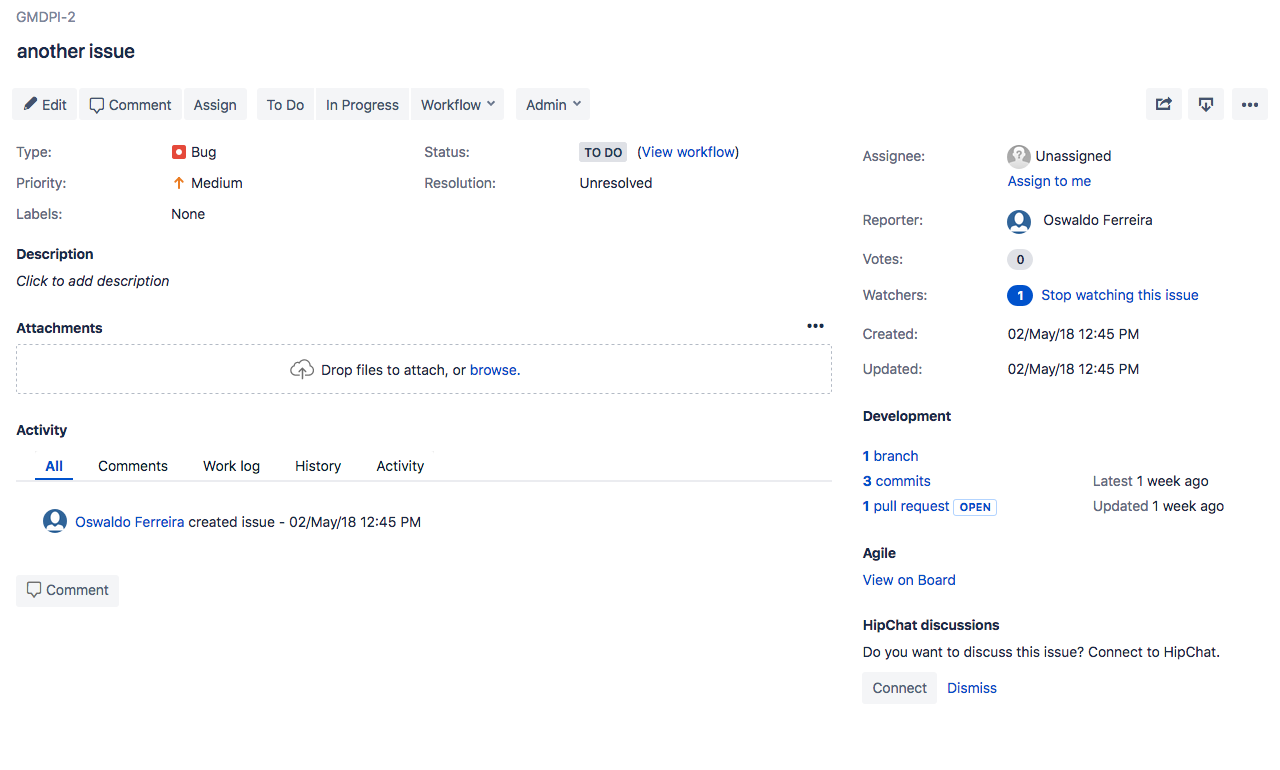 GMDPI-2
another issue
Edit Comment Assign To Do In Progress Workflow Admin
Type: Bug
Priority: Medium
Labels: None
Status: TO DO (View workflow)
Resolution: Unresolved
Description
Click to add description
Attachments
Drop files to attach, or browse.
Activity
All Comments Work log History Activity
Oswaldo Ferreira created issue - 02/May/18 12:45 PM
Comment
Assignee: Unassigned
Assign to me
Reporter: Oswaldo Ferreira
Votes: 0
Watchers: 1 Stop watching this issue
Created: 02/May/18 12:45 PM
Updated: 02/May/18 12:45 PM
Development
1 branch
3 commits Latest 1 week ago
1 pull request OPEN Updated 1 week ago
Agile
View on Board
HipChat discussions
Do you want to discuss this issue? Connect to HipChat.
Connect Dismiss